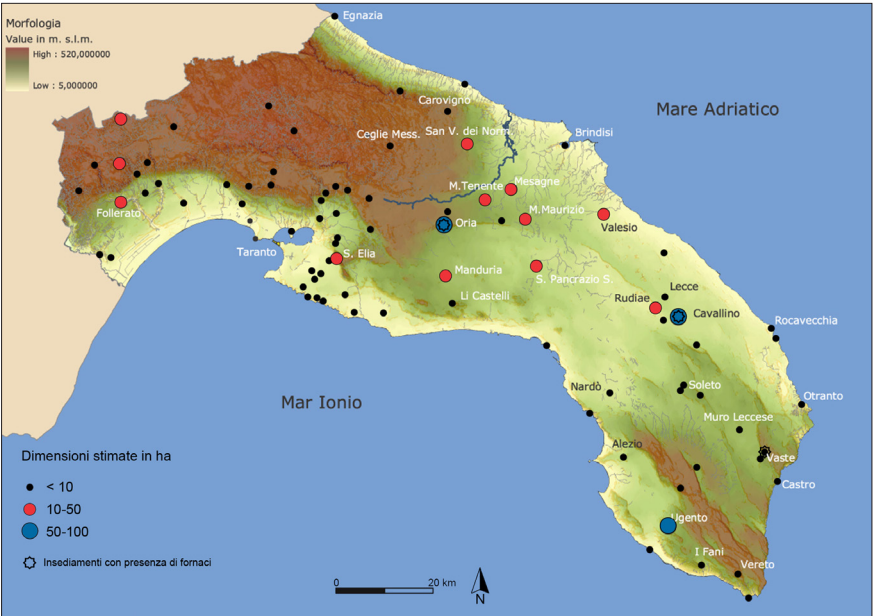 Egnazia
Morfologia
Value in m. s.l.m.
High : 520,000000
Low : 5,000000
Mare Adriatico
Carovigno
Ceglie Mess.
San V. dei Norm.
Brindisi
M.Tenente
Mesagne
M.Maurizio
Follerato
Oria
Valesio
Taranto
S. Elia
Manduria
S. Pancrazio S.
Lecce
Li Castelli
Rudiae
Cavallino
Rocavecchia
Mar Ionio
Nardò
Soleto
Otranto
Muro Leccese
Alezio
Vaste
Dimensioni stimate in ha
Castro
< 10
10-50
Ugento
50-100
Insediamenti con presenza di fornaci
I Fani
Vereto
0
20 km
N